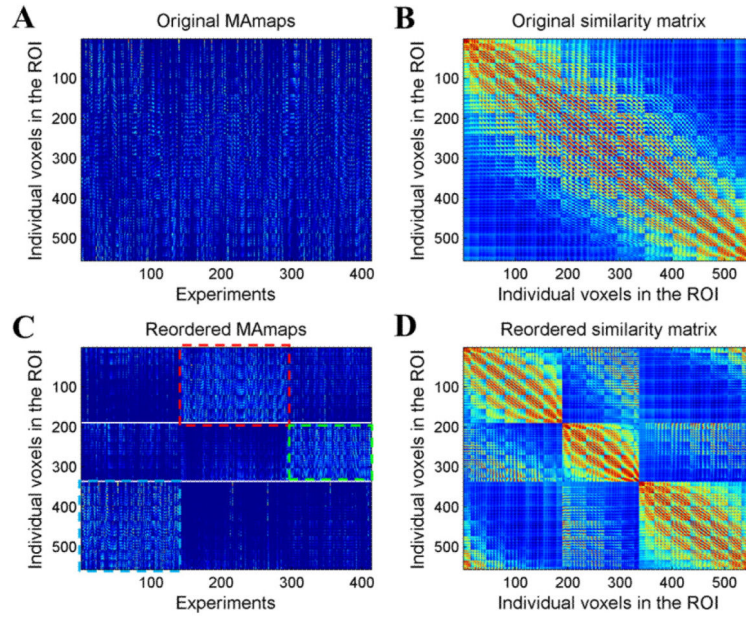 A
Original MAmaps
Individual voxels in the ROI
100
200
300
400
500
100 200 300 400
Experiments
B
Original similarity matrix
Individual voxels in the ROI
100
200
300
400
500
100 200 300 400 500
Individual voxels in the ROI
C
Reordered MAmaps
Individual voxels in the ROI
100
200
300
400
500
100 200 300 400
Experiments
D
Reordered similarity matrix
Individual voxels in the ROI
100
200
300
400
500
100 200 300 400 500
Individual voxels in the ROI